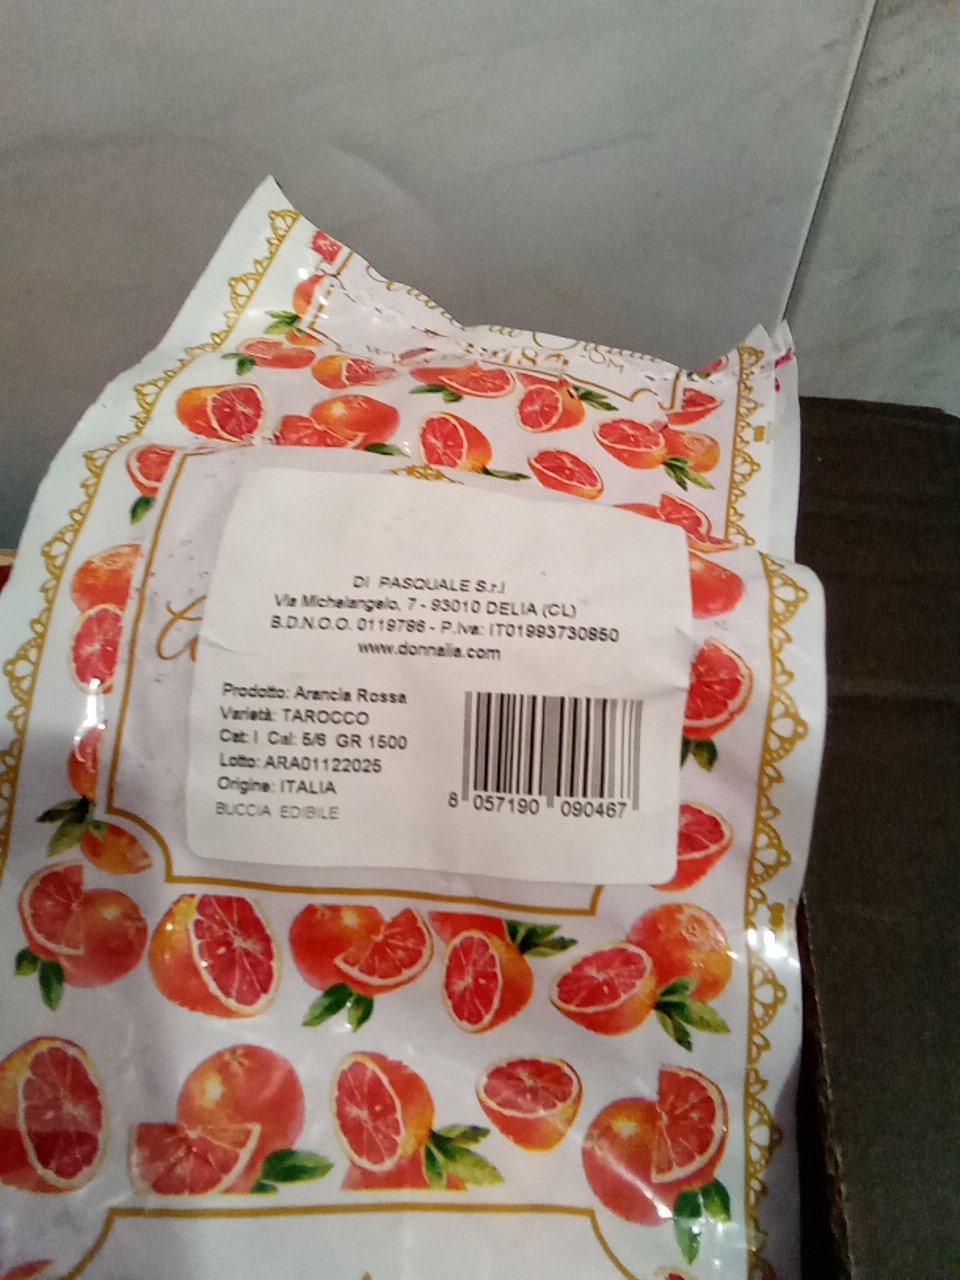 DI PASQUALE S.r.l
Via Michelangelo, 7 - 93010 DELIA (CL)
B.D.N.O.O. 0119786 - P.Iva: IT01993730850
www.donnalia.com
Prodotto: Arancia Rossa
Varietà: TAROCCO
Cat: I Cal: 5/6 GR 1500
Lotto: ARA01122025
Origine: ITALIA
BUCCIA EDIBILE
8 057190 090467